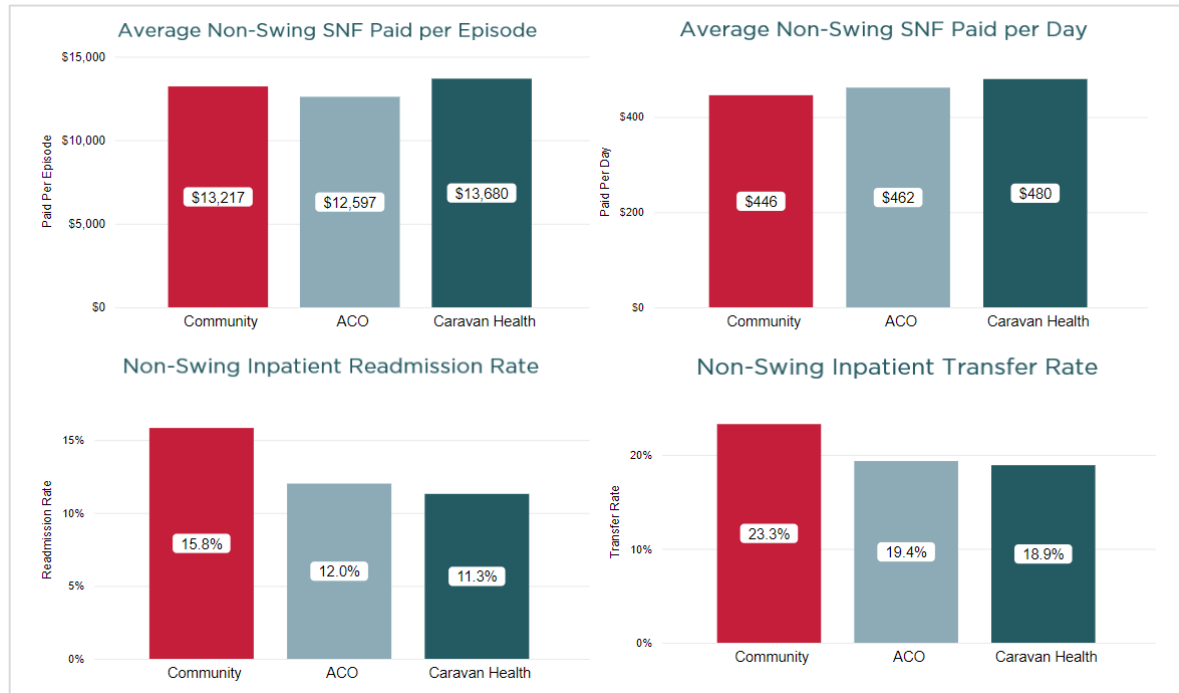 Average Non-Swing SNF Paid per Episode
$15,000
$10,000
$5,000
$0
Paid Per Episode
$13,217
$12,597
$13,680
Community
ACO
Caravan Health
Average Non-Swing SNF Paid per Day
$400
$200
$0
Paid Per Day
$446
$462
$480
Community
ACO
Caravan Health
Non-Swing Inpatient Readmission Rate
15%
10%
5%
0%
Readmission Rate
15.8%
12.0%
11.3%
Community
ACO
Caravan Health
Non-Swing Inpatient Transfer Rate
20%
10%
0%
Transfer Rate
23.3%
19.4%
18.9%
Community
ACO
Caravan Health